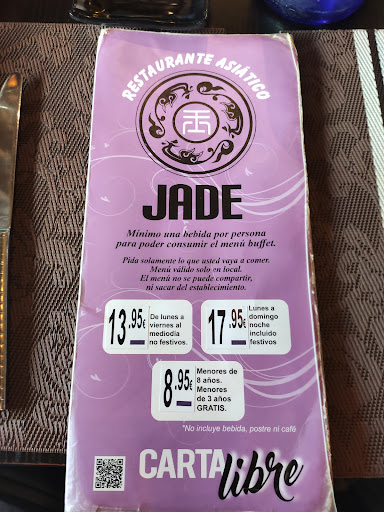 RESTAURANTE ASIÁTICO
JADE
Mínimo una bebida por persona
para poder consumir el menú buffet.
Pida solamente lo que usted vaya a comer.
Menú válido solo en local.
El menú no se puede compartir,
ni sacar del establecimiento.
13.95€
De lunes a
viernes al
mediodía
no festivos.
17.95€
Lunes a
domingo
noche
incluido
festivos
8.95€
Menores de
8 años.
Menores
de 3 años
GRATIS.
*No incluye bebida, postre ni café
CARTA libre